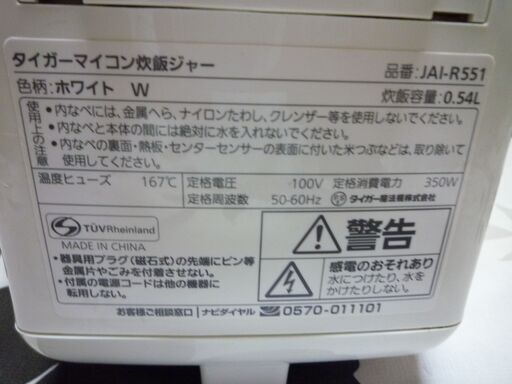 タイガーマイコン炊飯ジャー 品番:JAI-R551
色柄:ホワイト W 炊飯容量:0.54L
使用上の注意
•内なべには、金属へら、ナイロンたわし、クレンザー等を使用しないでください。
•内なべと本体の間には絶対に水を入れないでください。
•内なべの裏面・熱板・センターセンサーの表面に付いた米つぶなどは、取り除いて
使用してください。
温度ヒューズ 167℃ 定格電圧 100V 定格消費電力 350W
定格周波数 50-60Hz タイガー魔法瓶株式会社
TÜVRheinland
MADE IN CHINA
•器具用プラグ(磁石式)の先端にピン等
金属片やごみを付着させない。
•付属の電源コードは他の機器に
転用しない。
警告
感電のおそれあり
水につけたり、水を
かけたりしない
お客様ご相談窓口 ナビダイヤル 0570-011101